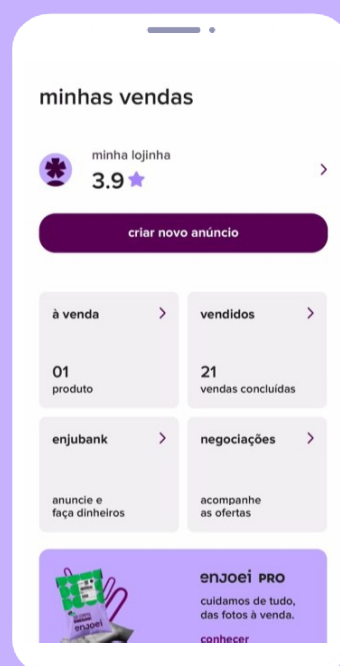 minhas vendas
minha lojinha
3.9
criar novo anúncio
à venda
vendidos
01
produto
21
vendas concluídas
enjubank
negociações
anuncie e
faça dinheiros
acompanhe
as ofertas
enjoei PRO
cuidamos de tudo,
das fotos à venda.
enjoei
conhecer